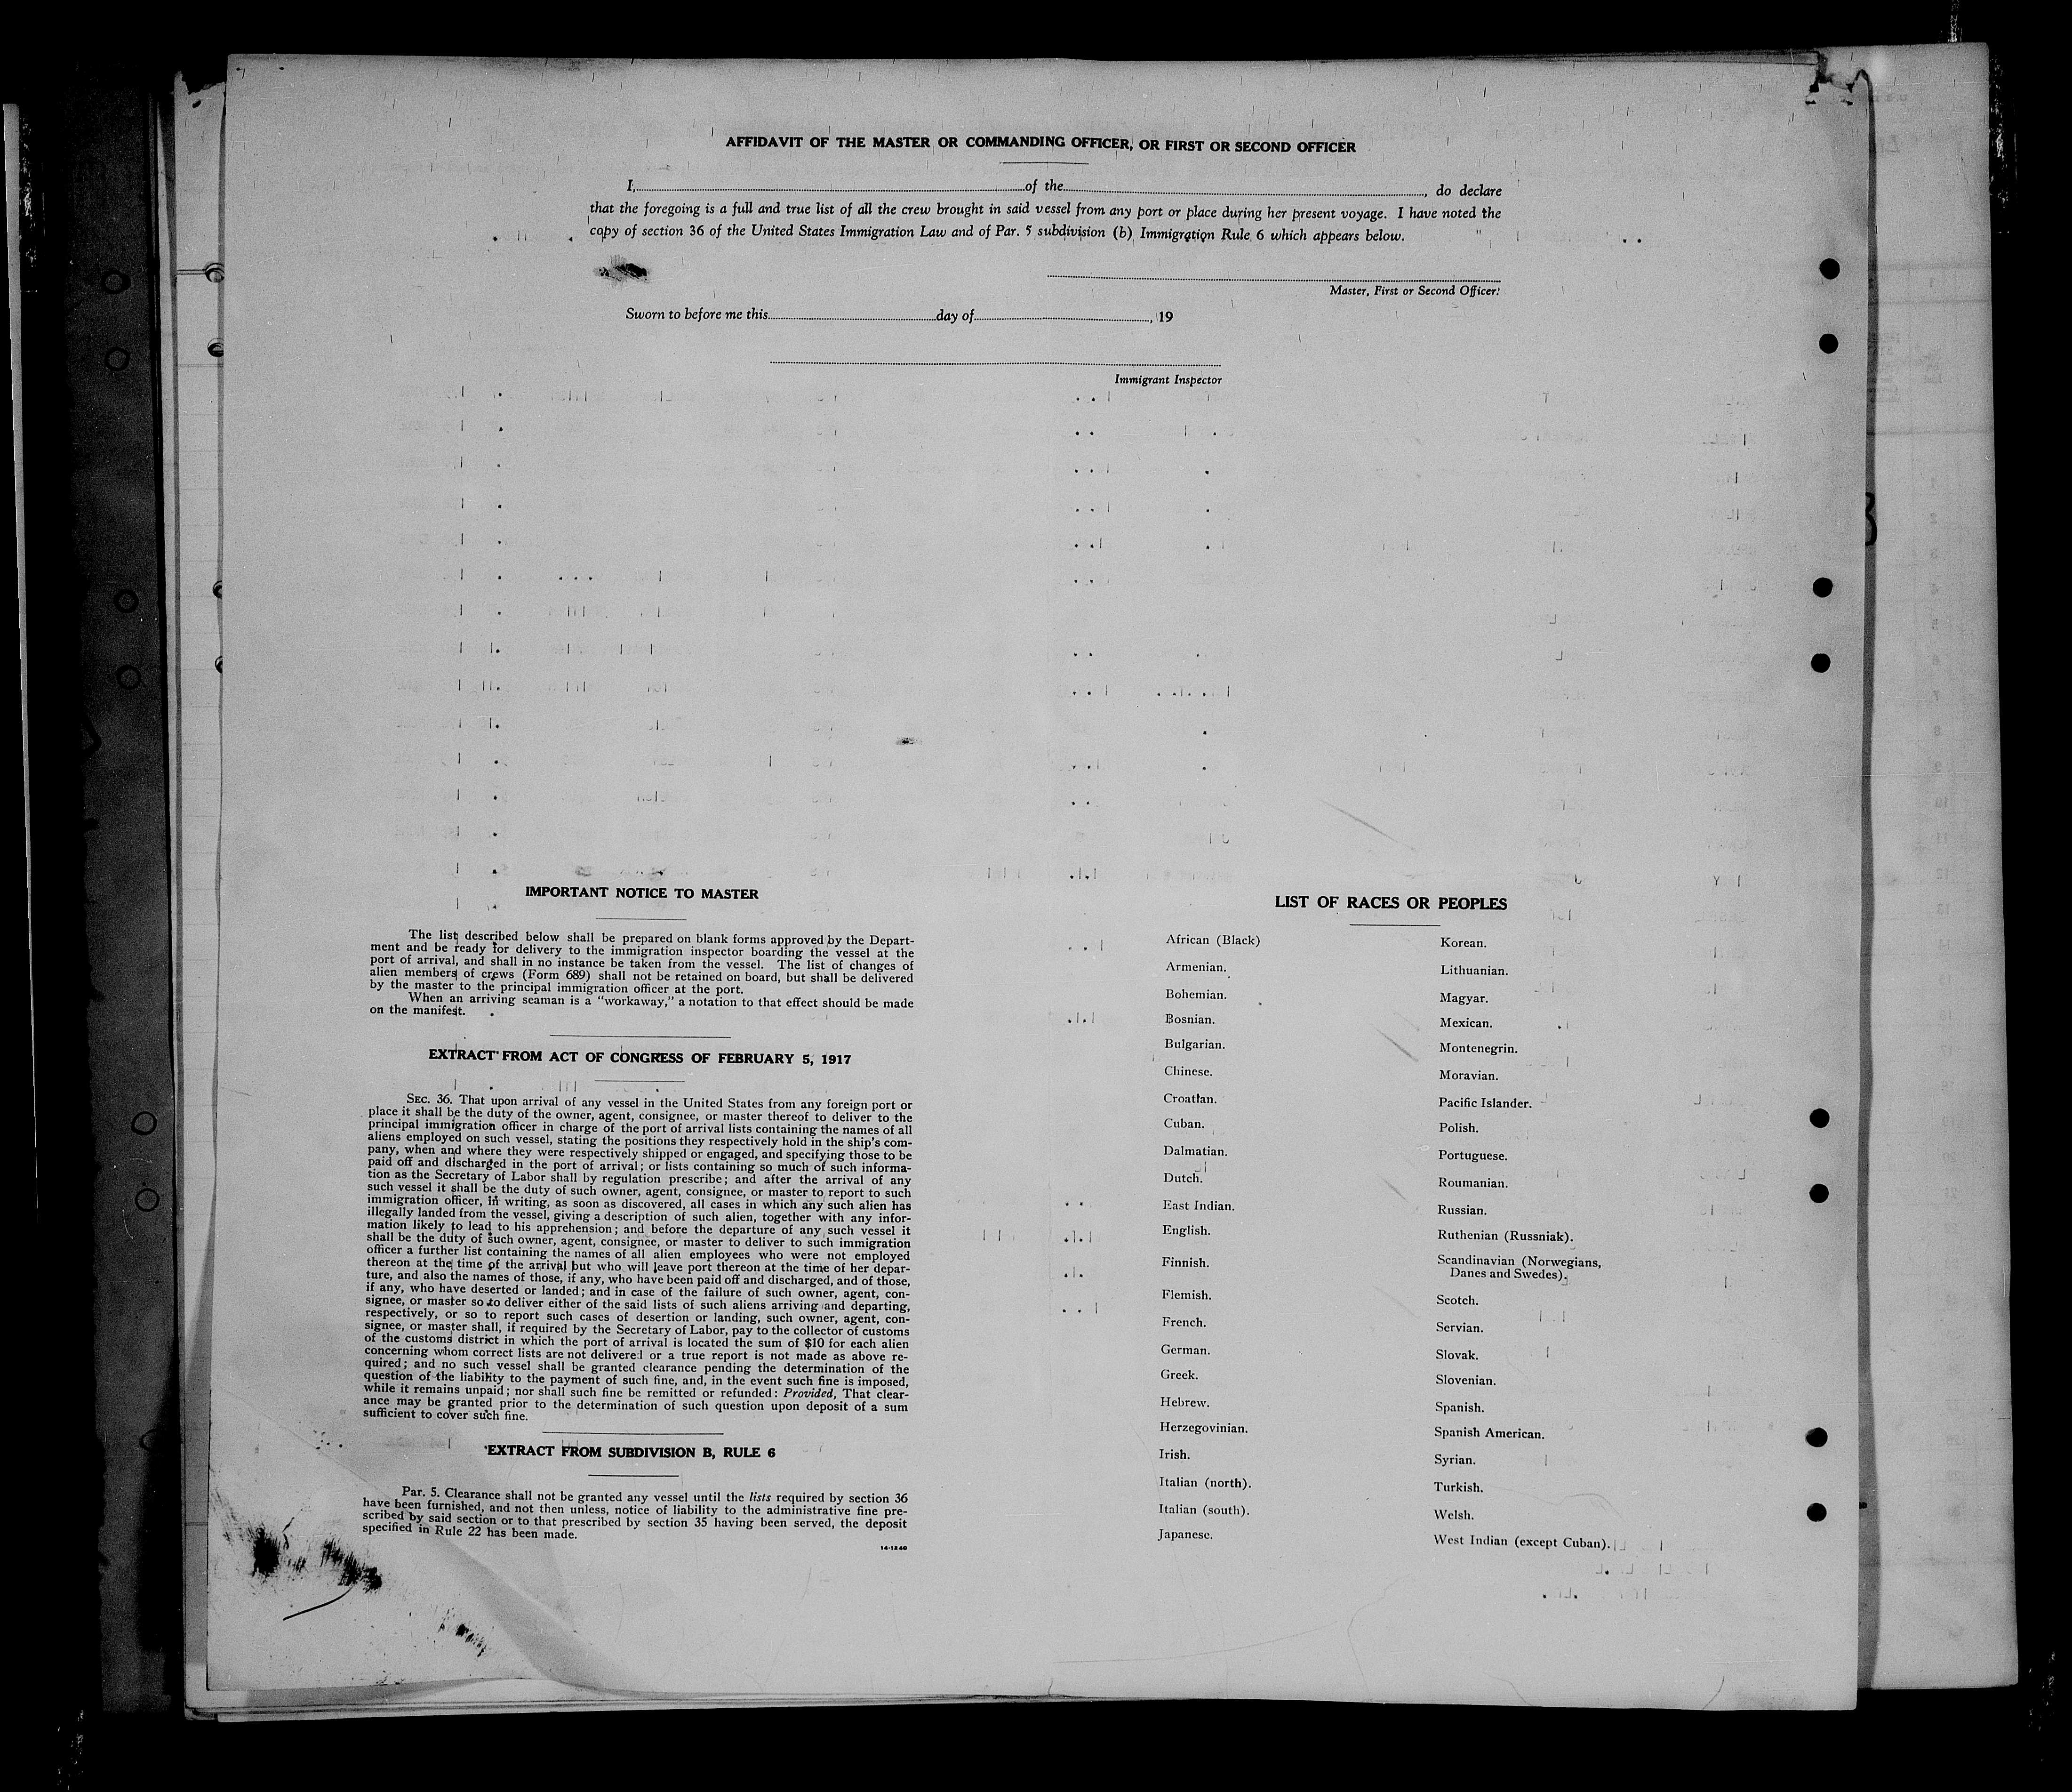 AFFIDAVIT OF THE MASTER OR COMMANDING OFFICER, OR FIRST OR SECOND OFFICER
I, of the , do declare
that the foregoing is a full and true list of all the crew brought in said vessel from any port or place during her present voyage. I have noted the
copy of section 36 of the United States Immigration Law and of Par. 5 subdivision (b) Immigration Rule 6 which appears below.
Master, First or Second Officer.
Sworn to before me this day of , 19
Immigrant Inspector
IMPORTANT NOTICE TO MASTER
The list described below shall be prepared on blank forms approved by the Depart-
ment and be ready for delivery to the immigration inspector boarding the vessel at the
port of arrival, and shall in no instance be taken from the vessel. The list of changes of
alien members of crews (Form 689) shall not be retained on board, but shall be delivered
by the master to the principal immigration officer at the port.
When an arriving seaman is a "workaway," a notation to that effect should be made
on the manifest.
EXTRACT FROM ACT OF CONGRESS OF FEBRUARY 5, 1917
SEC. 36. That upon arrival of any vessel in the United States from any foreign port or
place it shall be the duty of the owner, agent, consignee, or master thereof to deliver to the
principal immigration officer in charge of the port of arrival lists containing the names of all
aliens employed on such vessel, stating the positions they respectively hold in the ship's com-
pany, when and where they were respectively shipped or engaged, and specifying those to be
paid off and discharged in the port of arrival; or lists containing so much of such informa-
tion as the Secretary of Labor shall by regulation prescribe; and after the arrival of any
such vessel it shall be the duty of such owner, agent, consignee, or master to report to such
immigration officer, in writing, as soon as discovered, all cases in which any such alien has
illegally landed from the vessel, giving a description of such alien, together with any infor-
mation likely to lead to his apprehension; and before the departure of any such vessel it
shall be the duty of such owner, agent, consignee, or master to deliver to such immigration
officer a further list containing the names of all alien employees who were not employed
thereon at the time of the arrival but who will leave port thereon at the time of her depar-
ture, and also the names of those, if any, who have been paid off and discharged, and of those,
if any, who have deserted or landed; and in case of the failure of such owner, agent, con-
signee, or master so to deliver either of the said lists of such aliens arriving and departing,
respectively, or so to report such cases of desertion or landing, such owner, agent, con-
signee, or master shall, if required by the Secretary of Labor, pay to the collector of customs
of the customs district in which the port of arrival is located the sum of $10 for each alien
concerning whom correct lists are not delivered or a true report is not made as above re-
quired; and no such vessel shall be granted clearance pending the determination of the
question of the liability to the payment of such fine, and, in the event such fine is imposed,
while it remains unpaid; nor shall such fine be remitted or refunded: Provided, That clear-
ance may be granted prior to the determination of such question upon deposit of a sum
sufficient to cover such fine.
EXTRACT FROM SUBDIVISION B, RULE 6
Par. 5. Clearance shall not be granted any vessel until the lists required by section 36
have been furnished, and not then unless, notice of liability to the administrative fine pre-
scribed by said section or to that prescribed by section 35 having been served, the deposit
specified in Rule 22 has been made.
14-1240
LIST OF RACES OR PEOPLES
African (Black)
Armenian.
Bohemian.
Bosnian.
Bulgarian.
Chinese.
Croatian.
Cuban.
Dalmatian.
Dutch.
East Indian.
English.
Finnish.
Flemish.
French.
German.
Greek.
Hebrew.
Herzegovinian.
Irish.
Italian (north).
Italian (south).
Japanese.
Korean.
Lithuanian.
Magyar.
Mexican.
Montenegrin.
Moravian.
Pacific Islander.
Polish.
Portuguese.
Roumanian.
Russian.
Ruthenian (Russniak).
Scandinavian (Norwegians,
Danes and Swedes).
Scotch.
Servian.
Slovak.
Slovenian.
Spanish.
Spanish American.
Syrian.
Turkish.
Welsh.
West Indian (except Cuban).